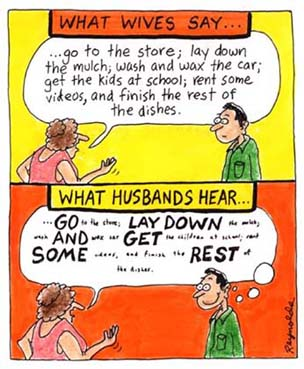 WHAT WIVES SAY...
...go to the store; lay down
the mulch; wash and wax the car;
get the kids at school; rent some
videos, and finish the rest of
the dishes.
WHAT HUSBANDS HEAR...
...GO to the store; LAY DOWN the mulch;
wash AND wax car GET the children at school; rent
SOME videos, and finish the REST of
the dishes.
Reynolds